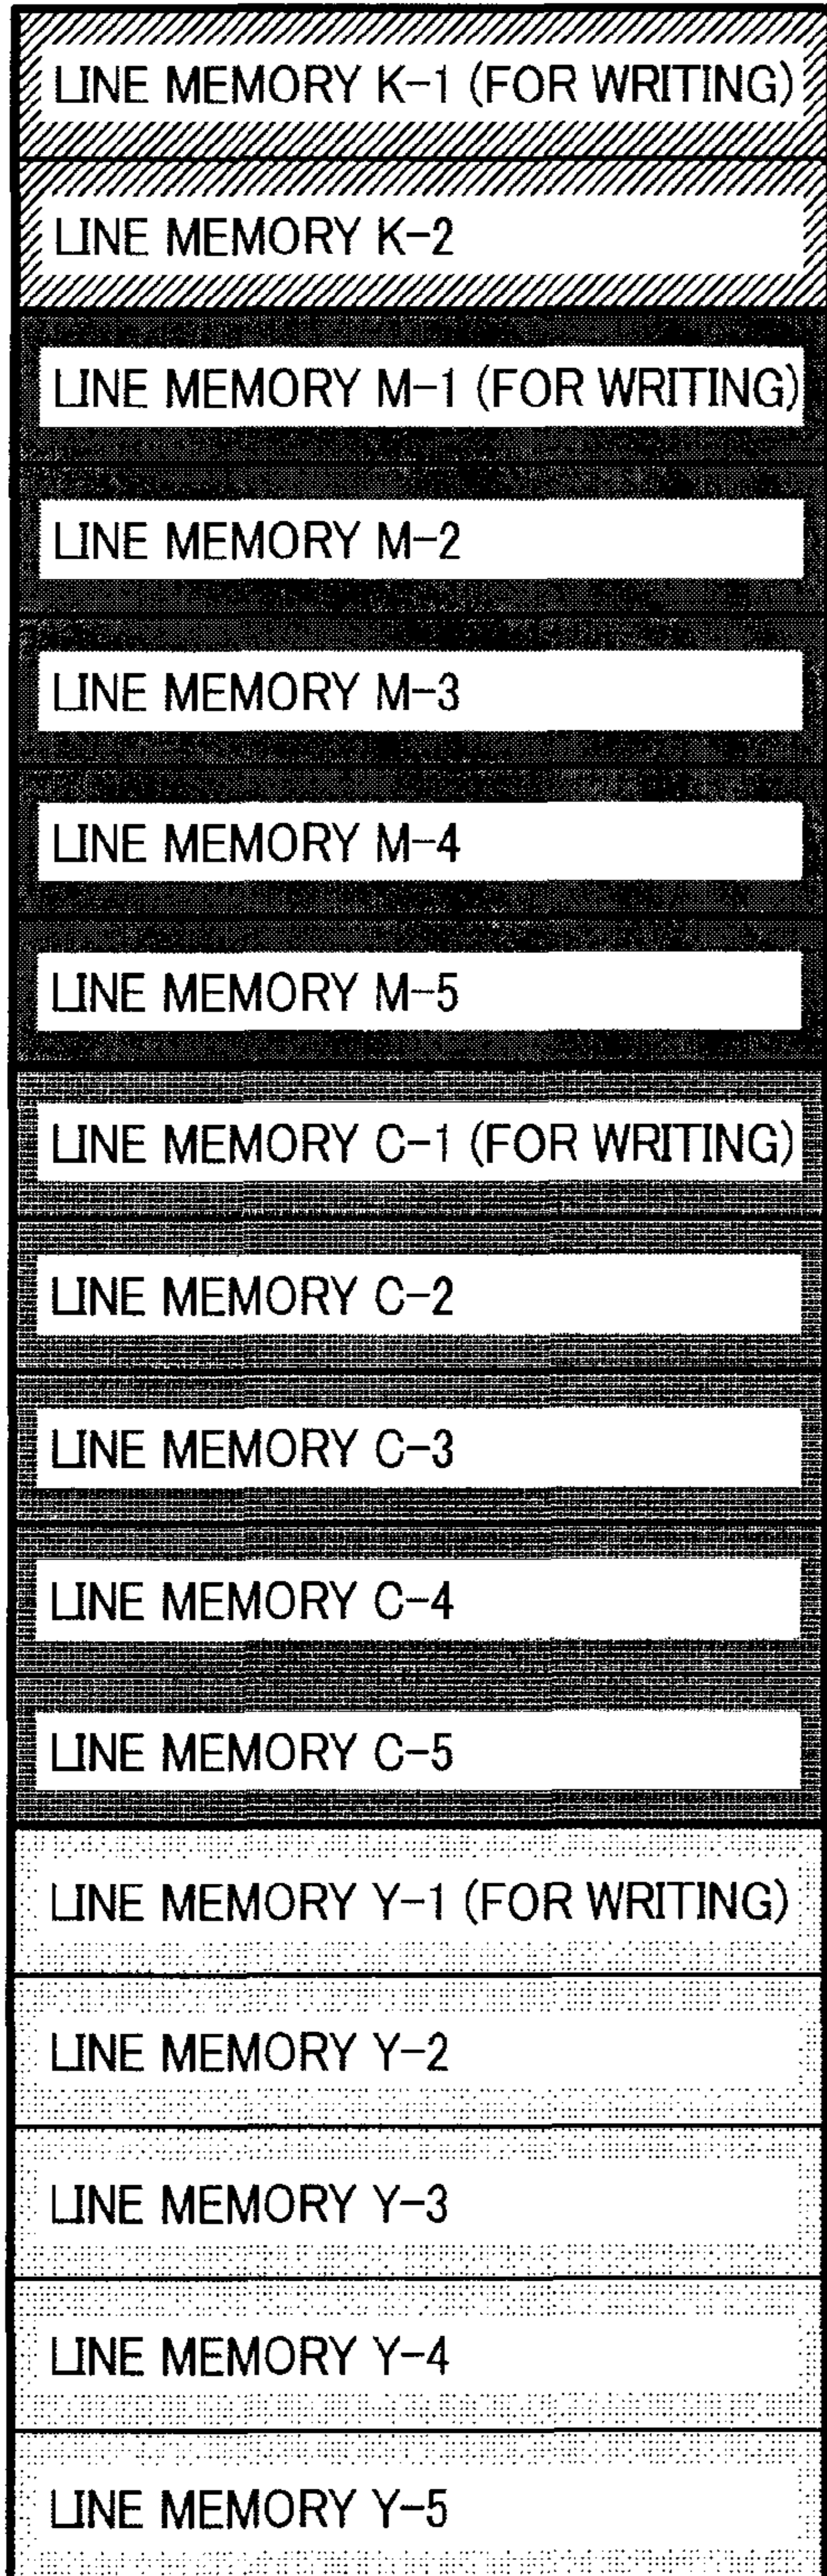 LINE MEMORY K-1 (FOR WRITING)
LINE MEMORY K-2
LINE MEMORY M-1 (FOR WRITING)
LINE MEMORY M-2
LINE MEMORY M-3
LINE MEMORY M-4
LINE MEMORY M-5
LINE MEMORY C-1 (FOR WRITING)
LINE MEMORY C-2
LINE MEMORY C-3
LINE MEMORY C-4
LINE MEMORY C-5
LINE MEMORY Y-1 (FOR WRITING)
LINE MEMORY Y-2
LINE MEMORY Y-3
LINE MEMORY Y-4
LINE MEMORY Y-5